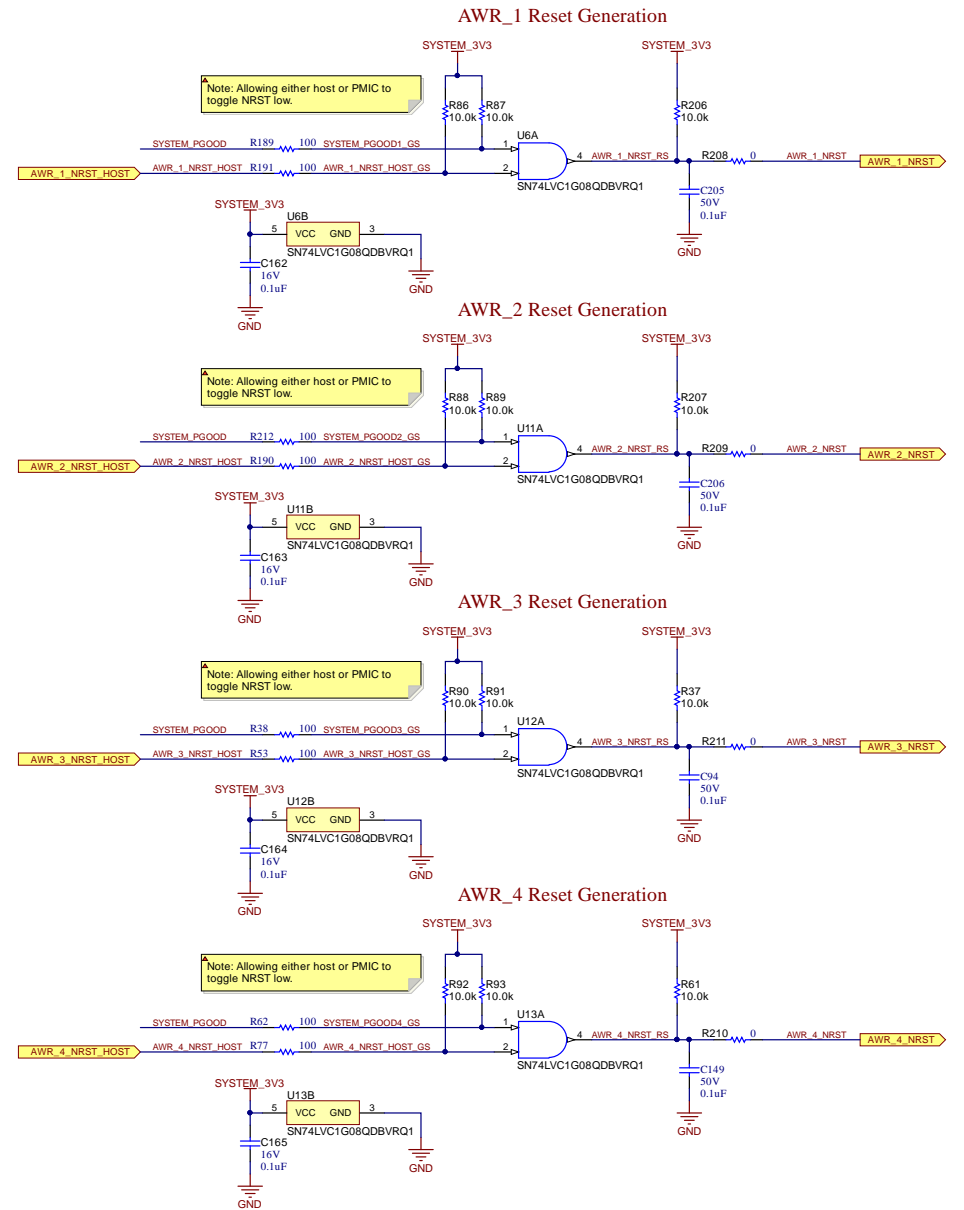 AWR_1 Reset Generation
SYSTEM_3V3 SYSTEM_3V3
Note: Allowing either host or PMIC to
toggle NRST low.
R86 R87 R206
10.0k 10.0k 10.0k
U6A
SYSTEM_PGOOD R189 100 SYSTEM_PGOOD1_GS 1
4 AWR_1_NRST_RS R208 0 AWR_1_NRST AWR_1_NRST
AWR_1_NRST_HOST AWR_1_NRST_HOST R191 100 AWR_1_NRST_HOST_GS 2
SN74LVC1G08QDBVRQ1
C205
50V
0.1uF
SYSTEM_3V3
U6B
5 VCC GND 3
SN74LVC1G08QDBVRQ1
GND
C162
16V
0.1uF
GND
GND
AWR_2 Reset Generation
SYSTEM_3V3 SYSTEM_3V3
Note: Allowing either host or PMIC to
toggle NRST low.
R88 R89 R207
10.0k 10.0k 10.0k
U11A
SYSTEM_PGOOD R212 100 SYSTEM_PGOOD2_GS 1
4 AWR_2_NRST_RS R209 0 AWR_2_NRST AWR_2_NRST
AWR_2_NRST_HOST AWR_2_NRST_HOST R190 100 AWR_2_NRST_HOST_GS 2
SN74LVC1G08QDBVRQ1
C206
50V
0.1uF
SYSTEM_3V3
U11B
5 VCC GND 3
SN74LVC1G08QDBVRQ1
GND
C163
16V
0.1uF
GND
GND
AWR_3 Reset Generation
SYSTEM_3V3 SYSTEM_3V3
Note: Allowing either host or PMIC to
toggle NRST low.
R90 R91 R37
10.0k 10.0k 10.0k
U12A
SYSTEM_PGOOD R38 100 SYSTEM_PGOOD3_GS 1
4 AWR_3_NRST_RS R211 0 AWR_3_NRST AWR_3_NRST
AWR_3_NRST_HOST AWR_3_NRST_HOST R53 100 AWR_3_NRST_HOST_GS 2
SN74LVC1G08QDBVRQ1
C94
50V
0.1uF
SYSTEM_3V3
U12B
5 VCC GND 3
SN74LVC1G08QDBVRQ1
GND
C164
16V
0.1uF
GND
GND
AWR_4 Reset Generation
SYSTEM_3V3 SYSTEM_3V3
Note: Allowing either host or PMIC to
toggle NRST low.
R92 R93 R61
10.0k 10.0k 10.0k
U13A
SYSTEM_PGOOD R62 100 SYSTEM_PGOOD4_GS 1
4 AWR_4_NRST_RS R210 0 AWR_4_NRST AWR_4_NRST
AWR_4_NRST_HOST AWR_4_NRST_HOST R77 100 AWR_4_NRST_HOST_GS 2
SN74LVC1G08QDBVRQ1
C149
50V
0.1uF
SYSTEM_3V3
U13B
5 VCC GND 3
SN74LVC1G08QDBVRQ1
GND
C165
16V
0.1uF
GND
GND